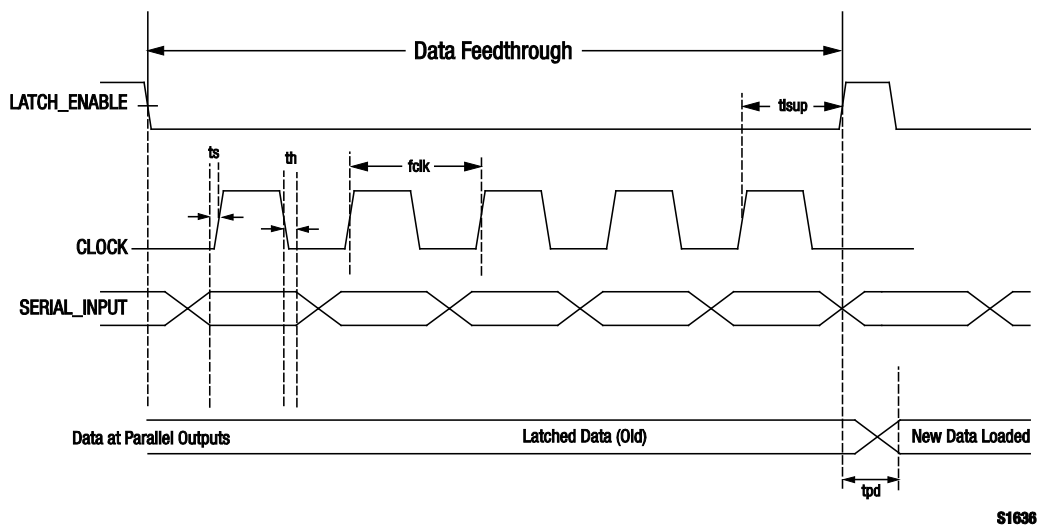 Data Feedthrough
LATCH_ENABLE
tlsup
ts
th
fclk
CLOCK
SERIAL_INPUT
Data at Parallel Outputs
Latched Data (Old)
New Data Loaded
tpd
S1636